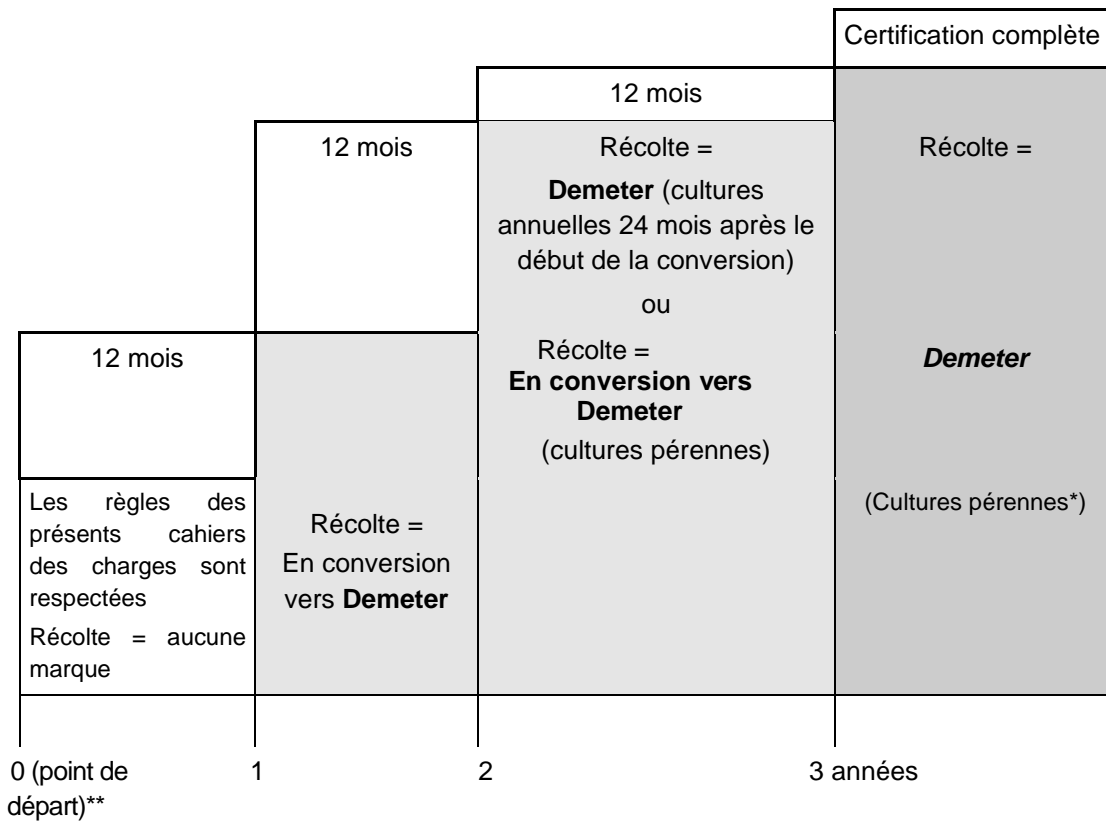 Certification complète
12 mois
12 mois
Récolte =
Demeter (cultures
annuelles 24 mois après le
début de la conversion)
ou
Récolte =
En conversion vers
Demeter
(cultures pérennes)
Récolte =
Demeter
(Cultures pérennes*)
12 mois
Les règles des
présents cahiers
des charges sont
respectées
Récolte = aucune
marque
Récolte =
En conversion
vers Demeter
0 (point de
départ)**
1
2
3 années